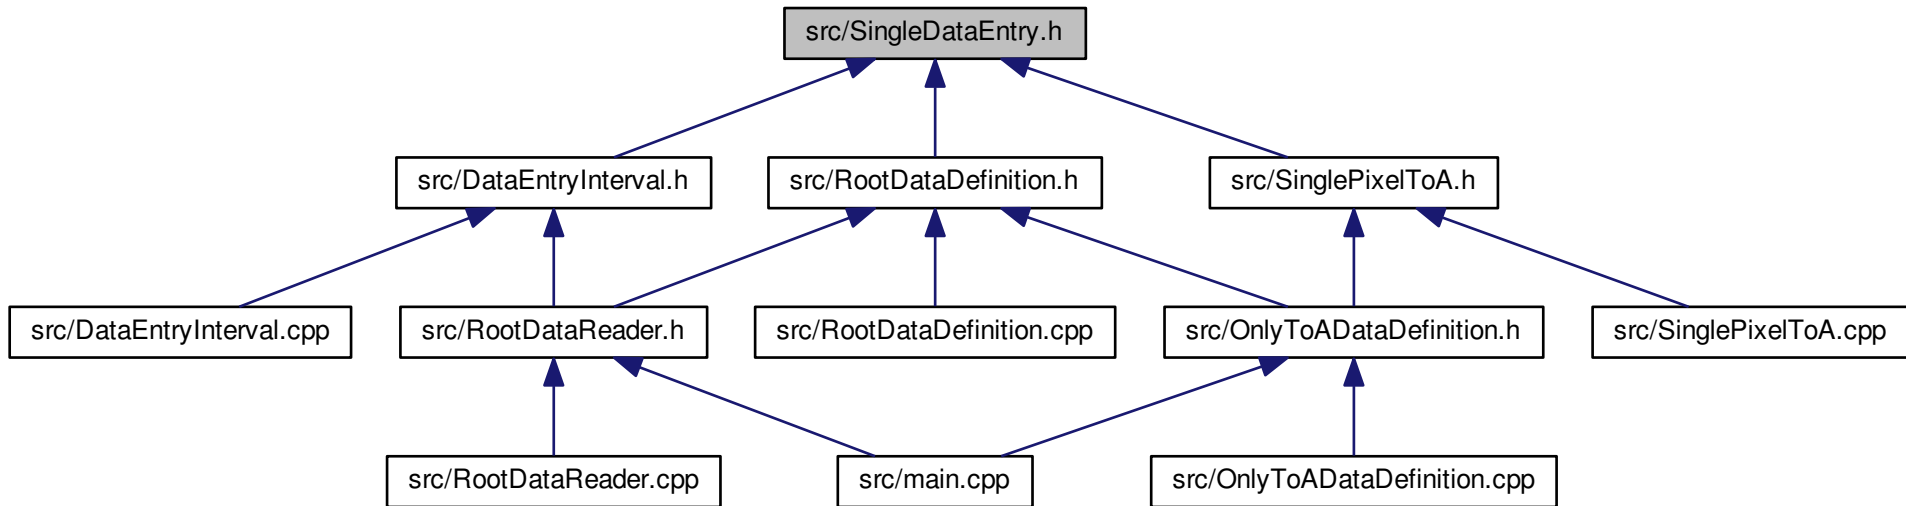 src/SingleDataEntry.h
src/DataEntryInterval.h
src/RootDataDefinition.h
src/SinglePixelToA.h
src/DataEntryInterval.cpp
src/RootDataReader.h
src/RootDataDefinition.cpp
src/OnlyToADataDefinition.h
src/SinglePixelToA.cpp
src/RootDataReader.cpp
src/main.cpp
src/OnlyToADataDefinition.cpp